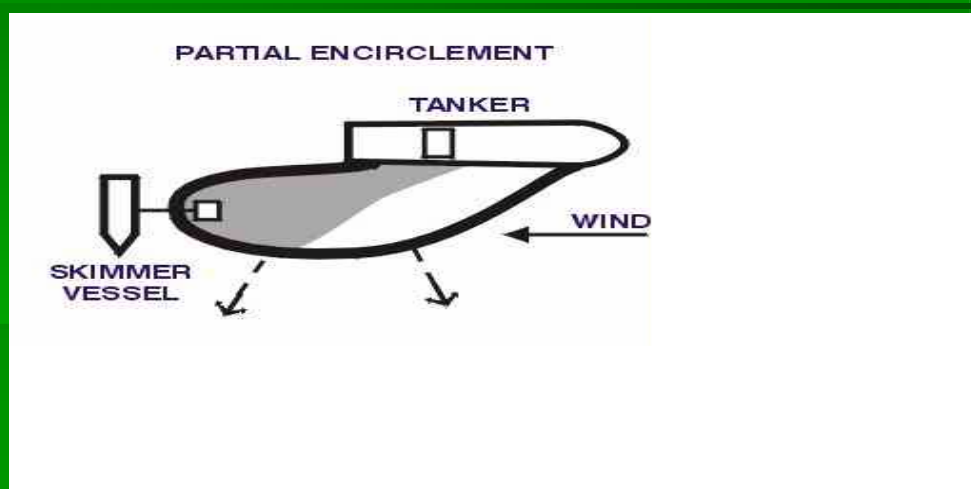 PARTIAL ENCIRCLEMENT
TANKER
WIND
SKIMMER
VESSEL